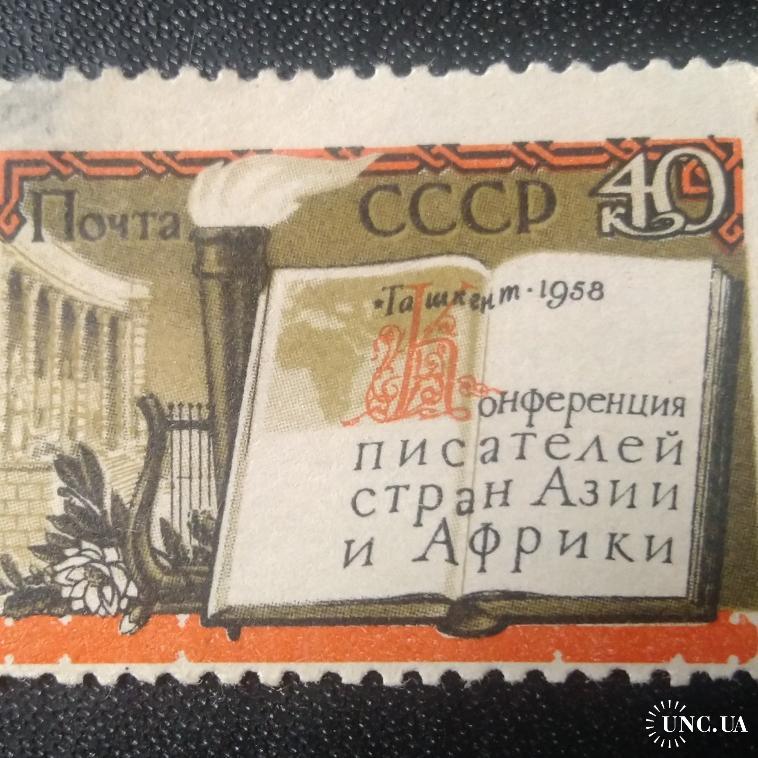 Почта СССР 40 к
Ташкент·1958
Конференция
писателей
стран Азии
и Африки
UNC.UA